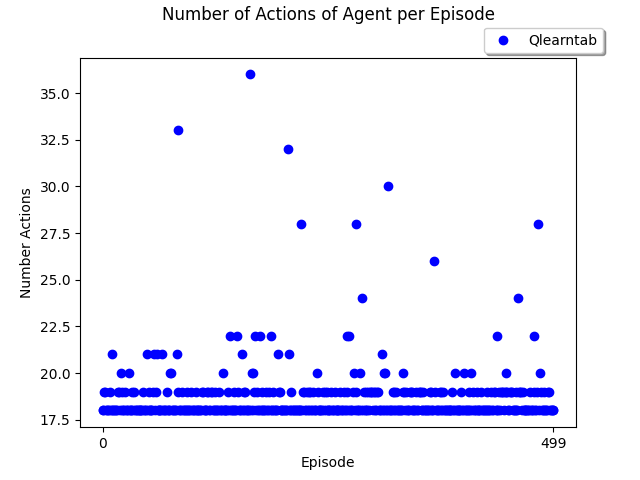 Number of Actions of Agent per Episode
Qlearntab
35.0
32.5
30.0
27.5
25.0
22.5
20.0
17.5
Number Actions
0
499
Episode